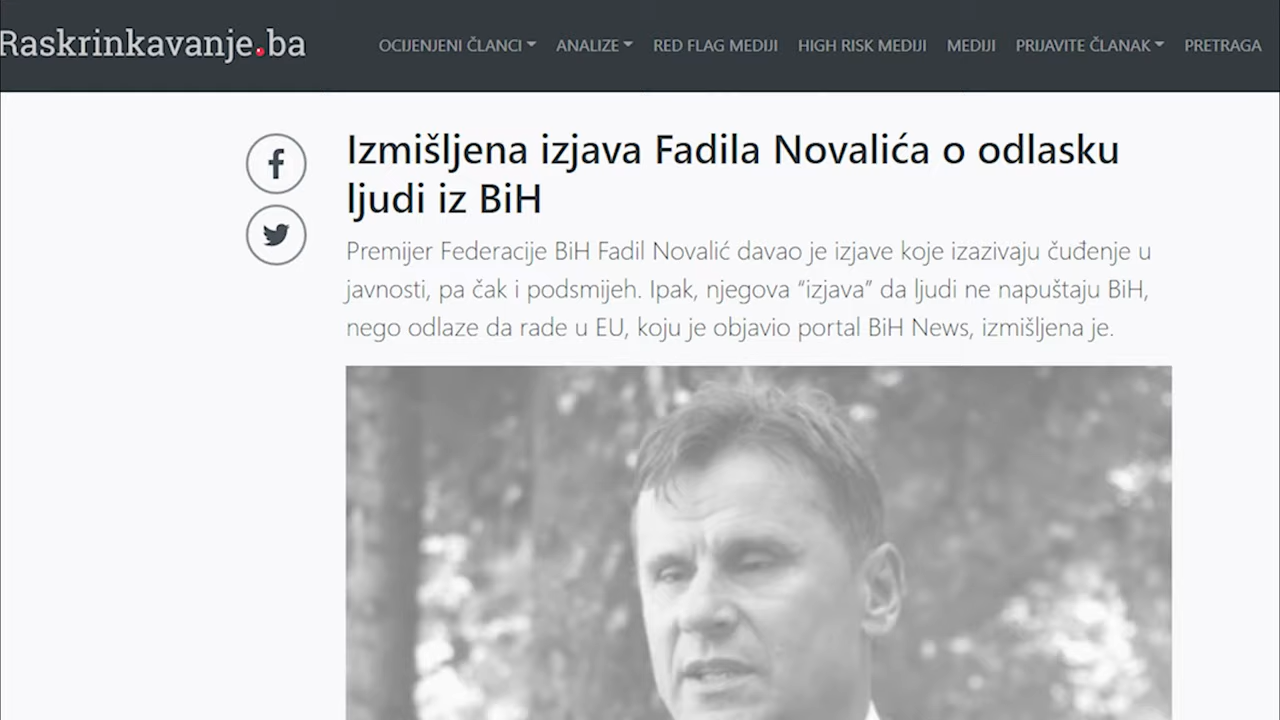 Raskrinkavanje.ba
OCIJENJENI ČLANCI ANALIZE RED FLAG MEDIJI HIGH RISK MEDIJI MEDIJI PRIJAVITE ČLANAK PRETRAGA
Izmišljena izjava Fadila Novalića o odlasku
ljudi iz BiH
Premijer Federacije BiH Fadil Novalić davao je izjave koje izazivaju čuđenje u
javnosti, pa čak i podsmijeh. Ipak, njegova “izjava” da ljudi ne napuštaju BiH,
nego odlaze da rade u EU, koju je objavio portal BiH News, izmišljena je.